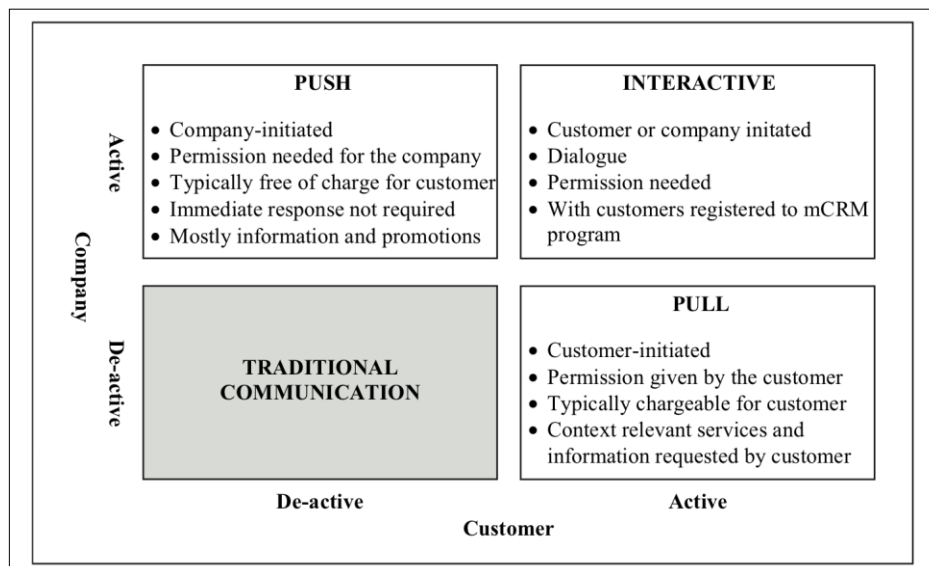 PUSH
• Company-initiated
• Permission needed for the company
• Typically free of charge for customer
• Immediate response not required
• Mostly information and promotions
INTERACTIVE
• Customer or company initated
• Dialogue
• Permission needed
• With customers registered to mCRM
program
Active
Company
De-active
TRADITIONAL
COMMUNICATION
PULL
• Customer-initiated
• Permission given by the customer
• Typically chargeable for customer
• Context relevant services and
information requested by customer
De-active
Active
Customer